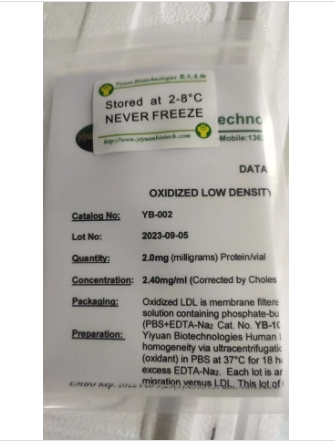 Yiyuan Biotechnologies
Stored at 2-8°C
NEVER FREEZE
http://www.yiyuanbiotech.com
echno
Mobile:136
DATA
OXIDIZED LOW DENSITY
Catalog No: YB-002
Lot No: 2023-09-05
Quantity: 2.0mg (milligrams) Protein/vial
Concentration: 2.40mg/ml (Corrected by Choles
Packaging: Oxidized LDL is membrane filtere
solution containing phosphate-bu
(PBS+EDTA-Na₂ Cat. No. YB-10
Preparation: Yiyuan Biotechnologies Human
homogeneity via ultracentrifugatic
(oxidant) in PBS at 37°C for 18 h
excess EDTA-Na₂. Each lot is ar
migration versus LDL. This lot of